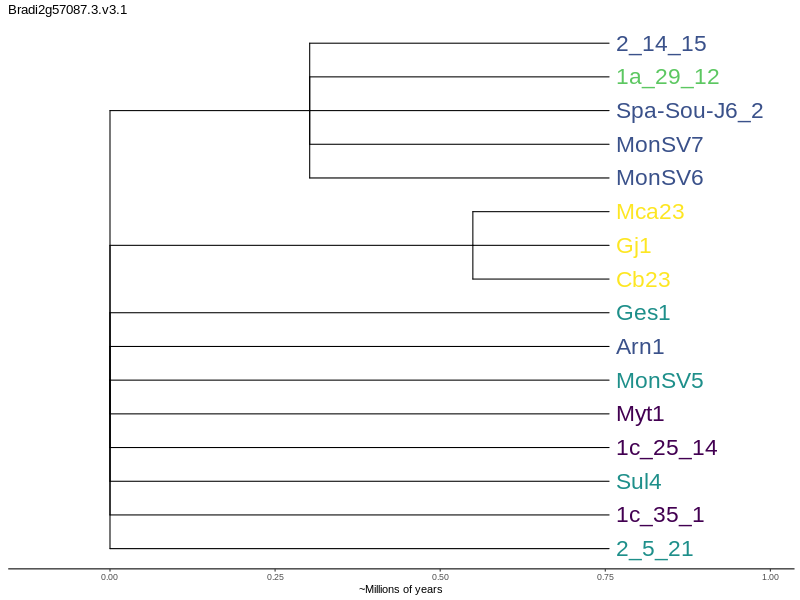 Bradi2g57087.3.v3.1
2_14_15
1a_29_12
Spa-Sou-J6_2
MonSV7
MonSV6
Mca23
Gj1
Cb23
Ges1
Arn1
MonSV5
Myt1
1c_25_14
Sul4
1c_35_1
2_5_21
0.00 0.25 0.50 0.75 1.00
~Millions of years